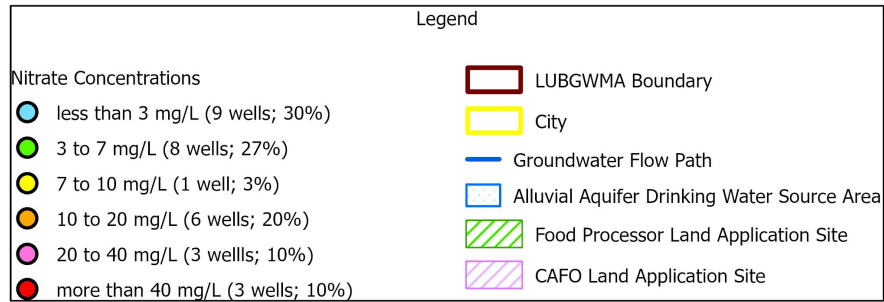 Legend
Nitrate Concentrations
less than 3 mg/L (9 wells; 30%)
3 to 7 mg/L (8 wells; 27%)
7 to 10 mg/L (1 well; 3%)
10 to 20 mg/L (6 wells; 20%)
20 to 40 mg/L (3 wellls; 10%)
more than 40 mg/L (3 wells; 10%)
LUBGWMA Boundary
City
Groundwater Flow Path
Alluvial Aquifer Drinking Water Source Area
Food Processor Land Application Site
CAFO Land Application Site